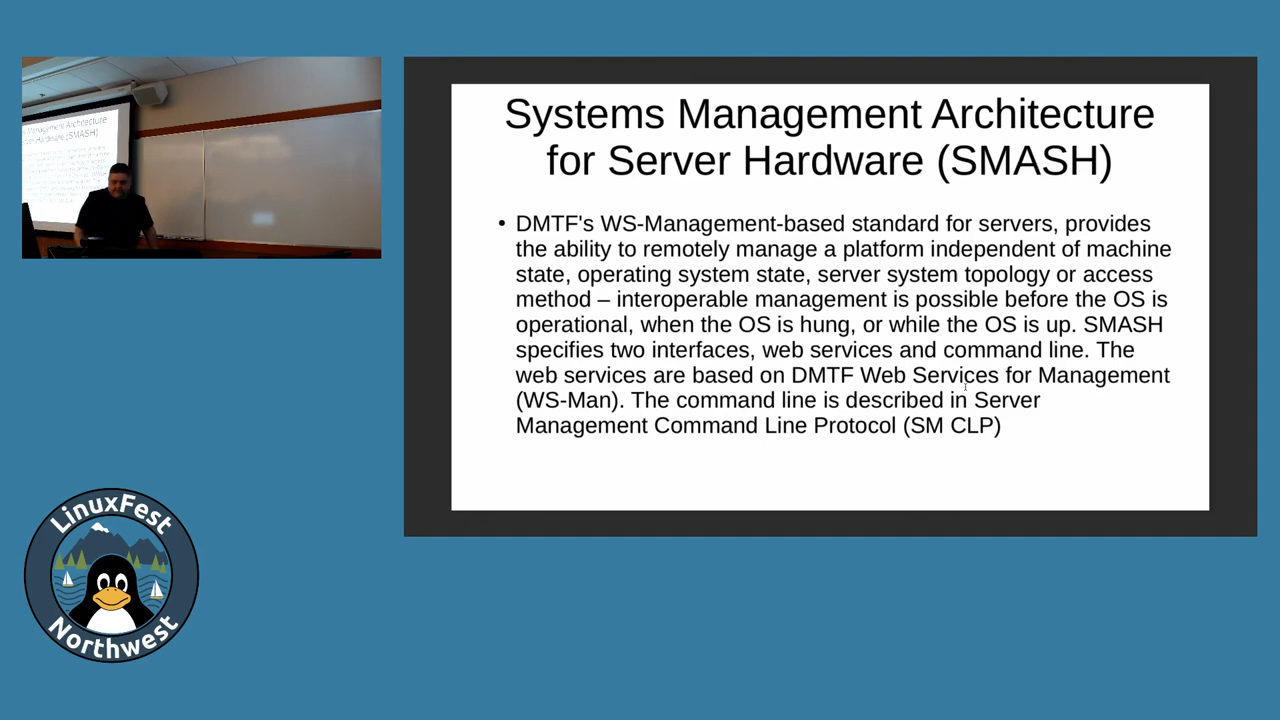 Systems Management Architecture
for Server Hardware (SMASH)
• DMTF's WS-Management-based standard for servers, provides
the ability to remotely manage a platform independent of machine
state, operating system state, server system topology or access
method – interoperable management is possible before the OS is
operational, when the OS is hung, or while the OS is up. SMASH
specifies two interfaces, web services and command line. The
web services are based on DMTF Web Services for Management
(WS-Man). The command line is described in Server
Management Command Line Protocol (SM CLP)
LinuxFest
Northwest